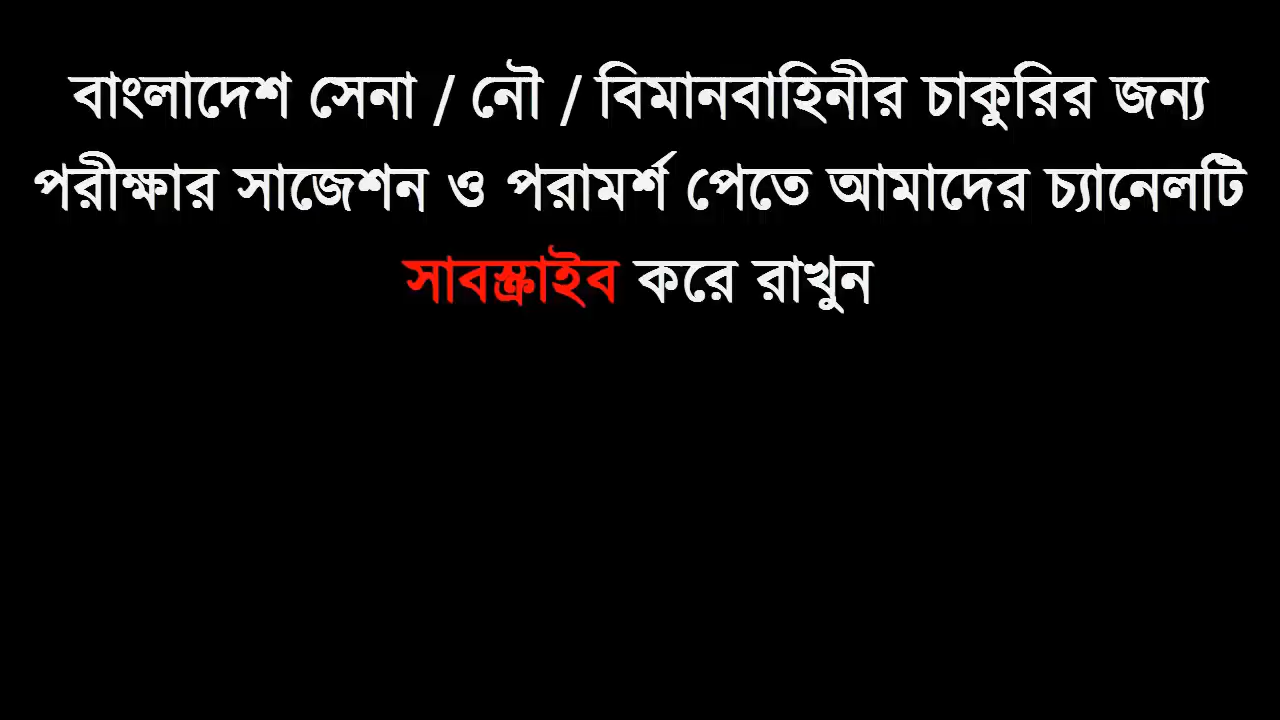 বাংলাদেশ সেনা / নৌ / বিমানবাহিনীর চাকুরির জন্য
পরীক্ষার সাজেশন ও পরামর্শ পেতে আমাদের চ্যানেলটি
সাবস্ক্রাইব করে রাখুন